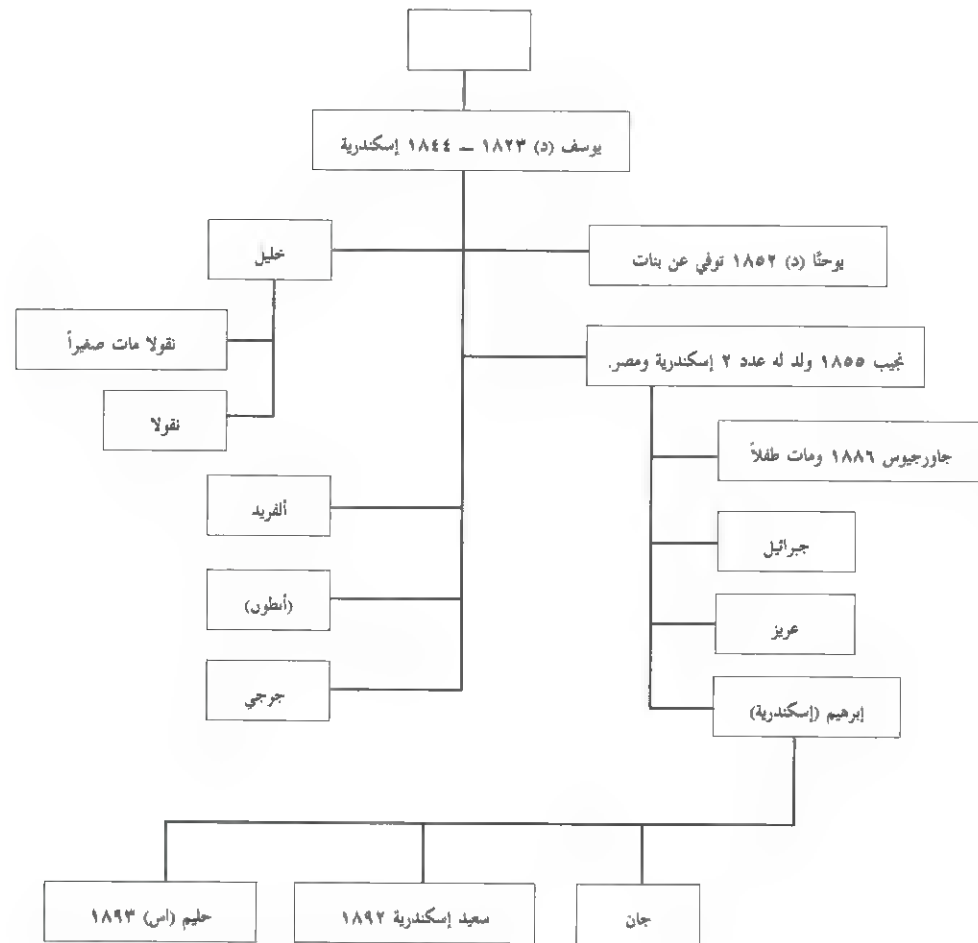 يوسف (د) ١٨٢٣ — ١٨٤٤ إسكندرية
يوحنّا (د) ١٨٥٢ توفي عن بنات
خليل
نقولا مات صغيراً
نقولا
نجيب ١٨٥٥ ولد له عدد ٢ إسكندرية ومصر.
جاورجيوس ١٨٨٦ ومات طفلاً
جبرائيل
عزيز
إبرهيم (إسكندرية)
ألفريد
(أنطون)
جرجي
جان
سعيد إسكندرية ١٨٩٢
حليم (اس) ١٨٩٣